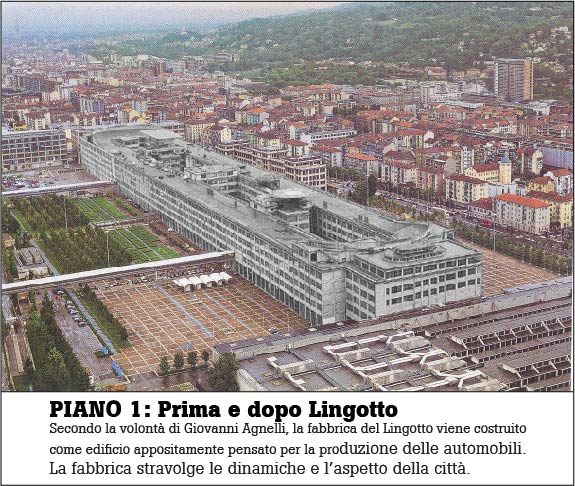 PIANO 1: Prima e dopo Lingotto
Secondo la volontà di Giovanni Agnelli, la fabbrica del Lingotto viene costruito
come edificio appositamente pensato per la produzione delle automobili.
La fabbrica stravolge le dinamiche e l'aspetto della città.